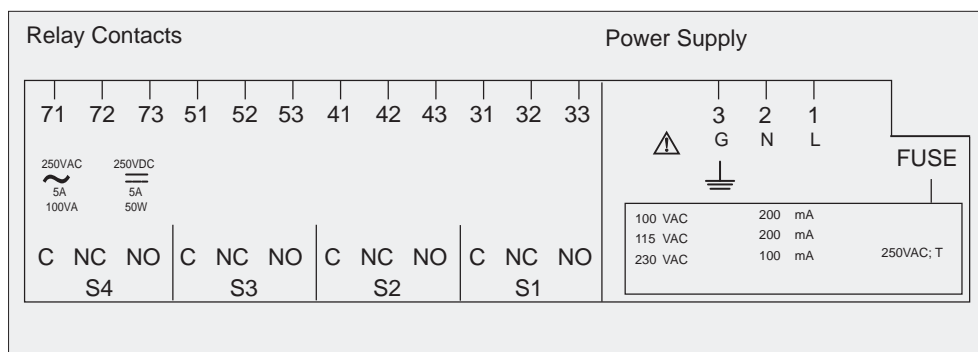 Relay Contacts
Power Supply
71 72 73 51 52 53 41 42 43 31 32 33
3 2 1
G N L
FUSE
250VAC 250VDC
5A 5A
100VA 50W
100 VAC 200 mA
115 VAC 200 mA
230 VAC 100 mA
250VAC; T
C NC NO C NC NO C NC NO C NC NO
S4 S3 S2 S1